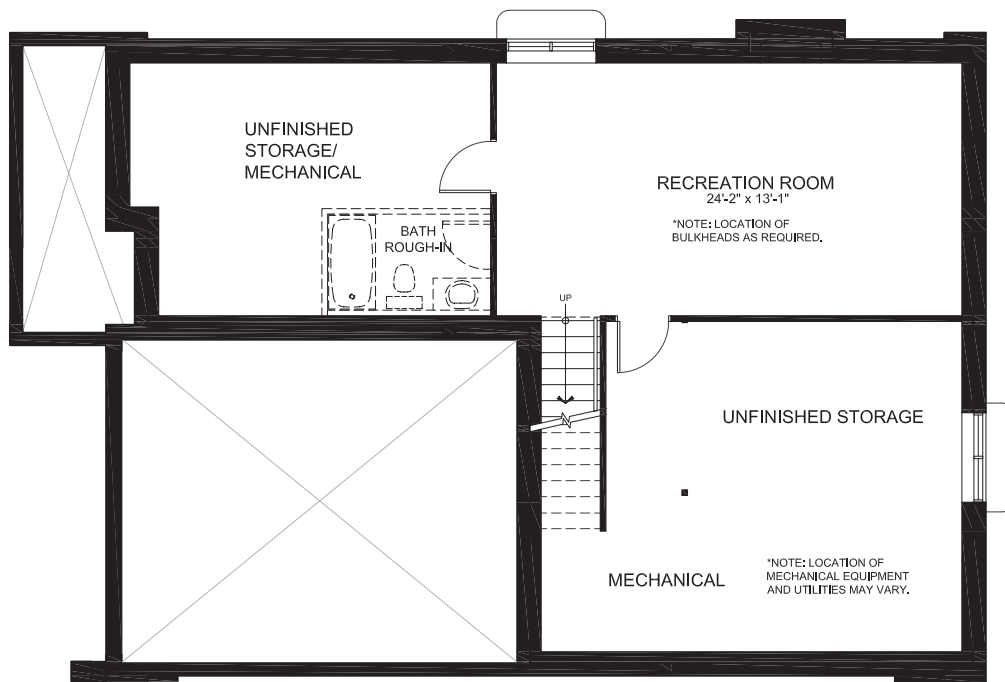 UNFINISHED
STORAGE/
MECHANICAL
RECREATION ROOM
24'-2" x 13'-1"
*NOTE: LOCATION OF
BULKHEADS AS REQUIRED.
BATH
ROUGH-IN
UP
UNFINISHED STORAGE
MECHANICAL
*NOTE: LOCATION OF
MECHANICAL EQUIPMENT
AND UTILITIES MAY VARY.